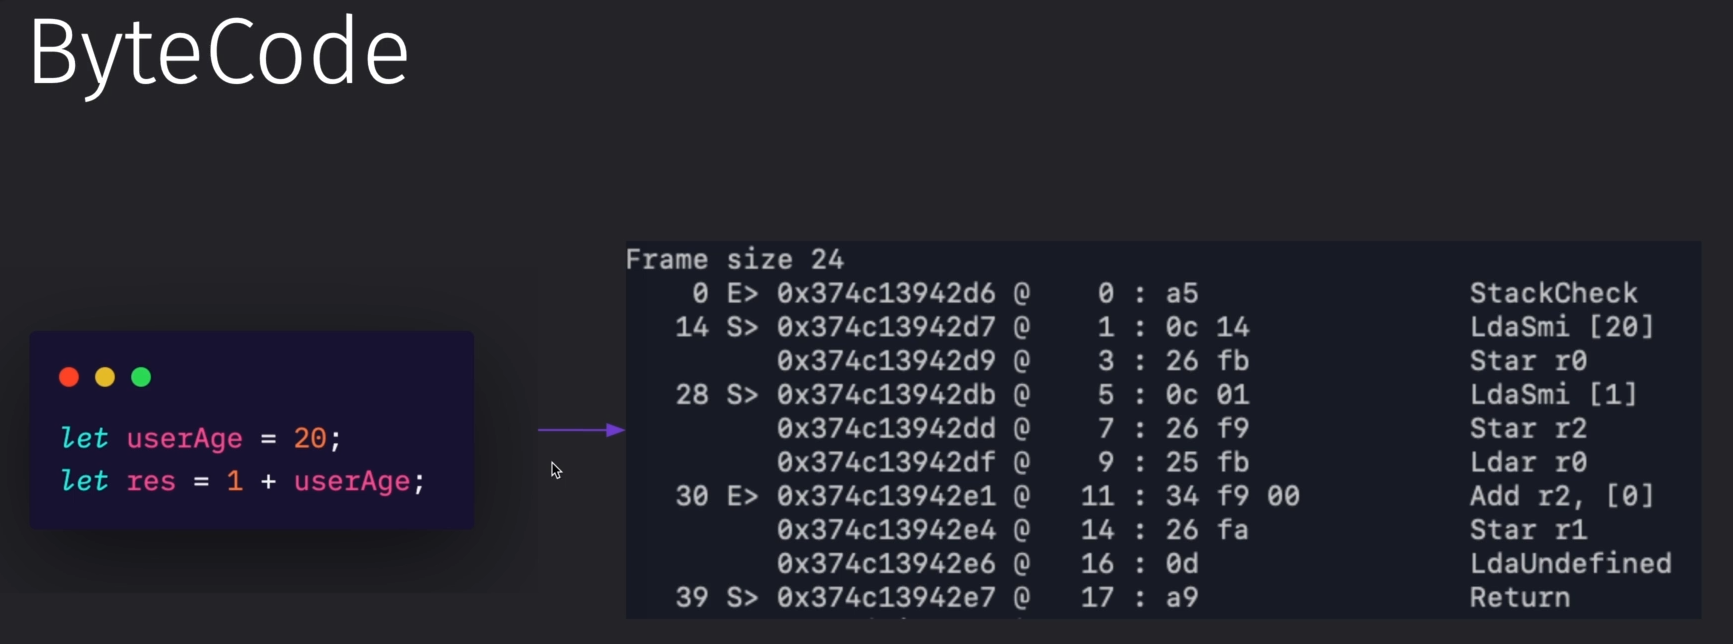 ByteCode
let userAge = 20;
let res = 1 + userAge;
Frame size 24
0 E> 0x374c13942d6 @ 0 : a5 StackCheck
14 S> 0x374c13942d7 @ 1 : 0c 14 LdaSmi [20]
0x374c13942d9 @ 3 : 26 fb Star r0
28 S> 0x374c13942db @ 5 : 0c 01 LdaSmi [1]
0x374c13942dd @ 7 : 26 f9 Star r2
0x374c13942df @ 9 : 25 fb Ldar r0
30 E> 0x374c13942e1 @ 11 : 34 f9 00 Add r2, [0]
0x374c13942e4 @ 14 : 26 fa Star r1
0x374c13942e6 @ 16 : 0d LdaUndefined
39 S> 0x374c13942e7 @ 17 : a9 Return